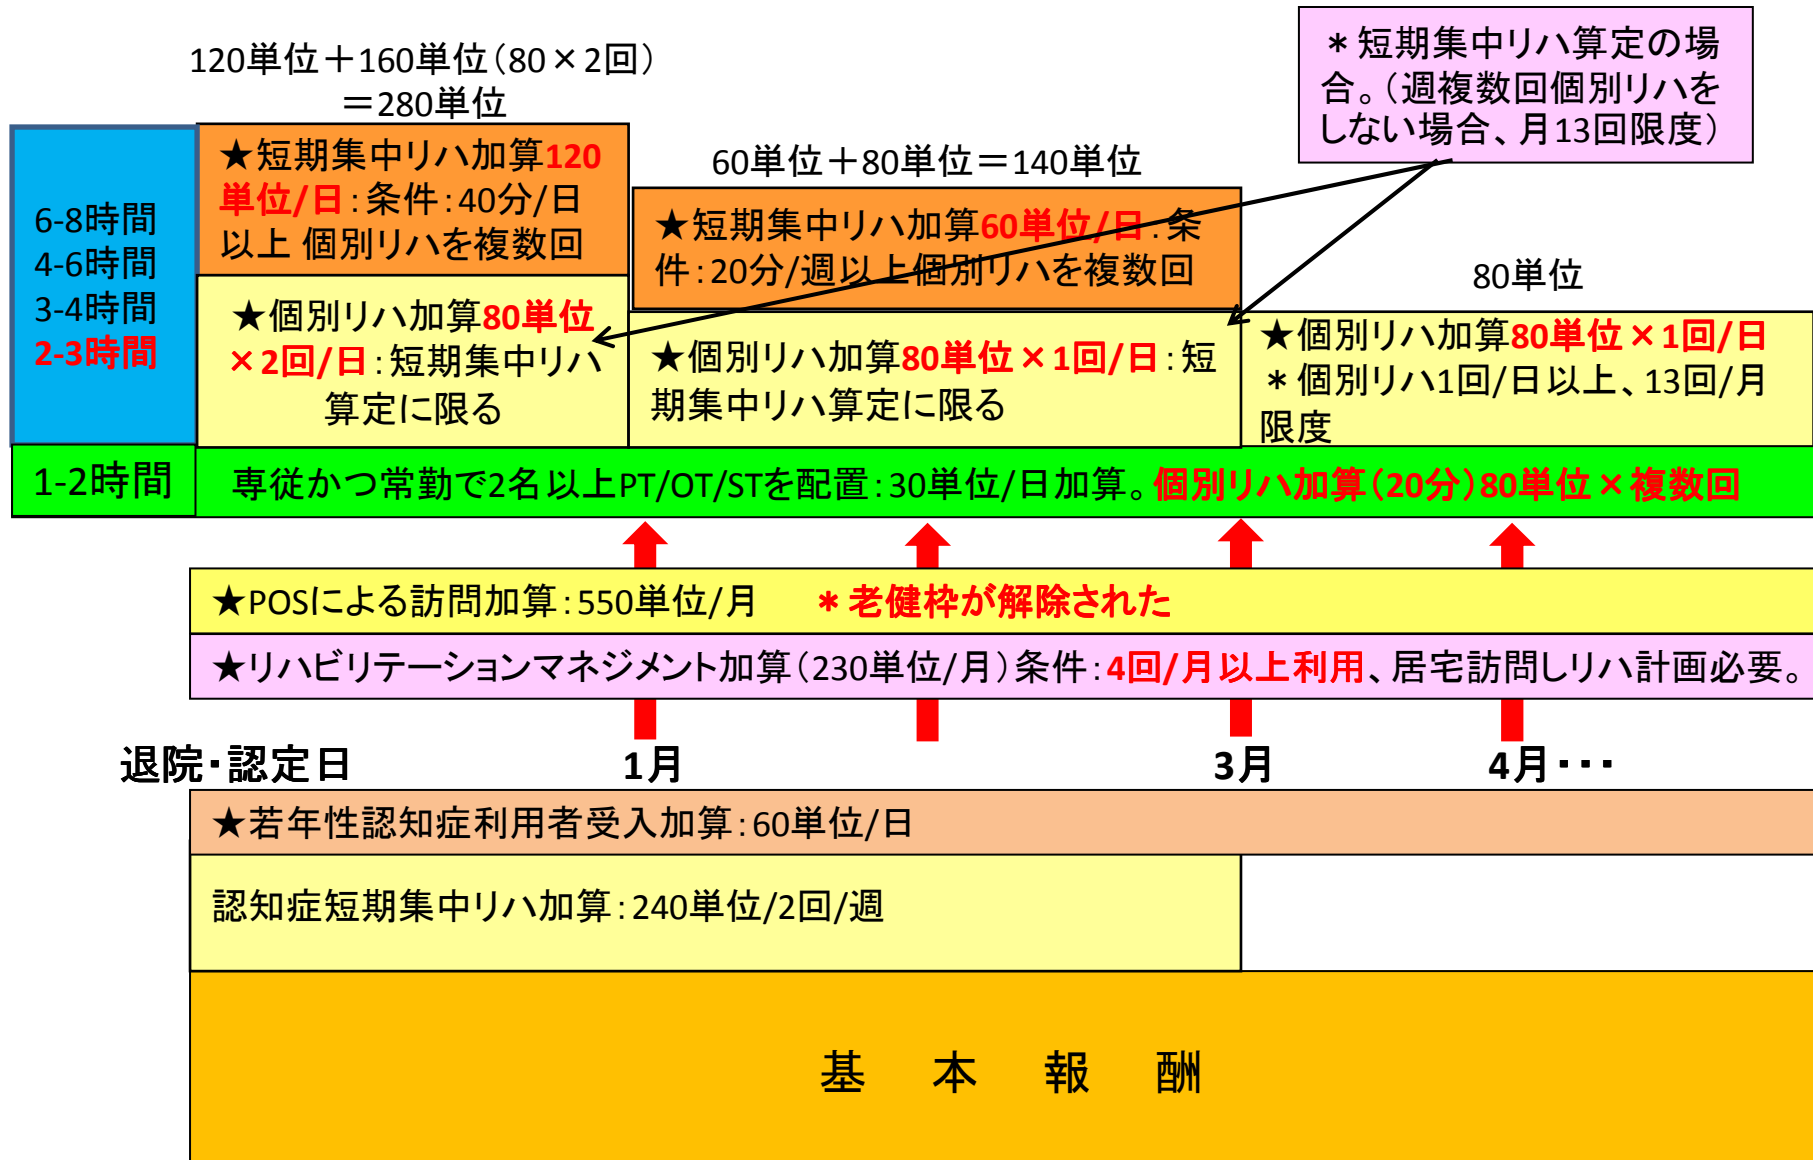 120単位＋160単位（80×2回）
＝280単位
＊短期集中リハ算定の場
合。（週複数回個別リハを
しない場合、月13回限度）
6-8時間
4-6時間
3-4時間
2-3時間
★短期集中リハ加算120
単位/日：条件：40分/日
以上 個別リハを複数回
60単位＋80単位＝140単位
★短期集中リハ加算60単位/日：条
件：20分/週以上個別リハを複数回
80単位
★個別リハ加算80単位
×2回/日：短期集中リハ
算定に限る
★個別リハ加算80単位×1回/日：短
期集中リハ算定に限る
★個別リハ加算80単位×1回/日
＊個別リハ1回/日以上、13回/月
限度
1-2時間
専従かつ常勤で2名以上PT/OT/STを配置：30単位/日加算。個別リハ加算（20分）80単位×複数回
★POSによる訪問加算：550単位/月　＊老健枠が解除された
★リハビリテーションマネジメント加算（230単位/月）条件：4回/月以上利用、居宅訪問しリハ計画必要。
退院・認定日
1月
3月
4月・・・
★若年性認知症利用者受入加算：60単位/日
認知症短期集中リハ加算：240単位/2回/週
基　本　報　酬